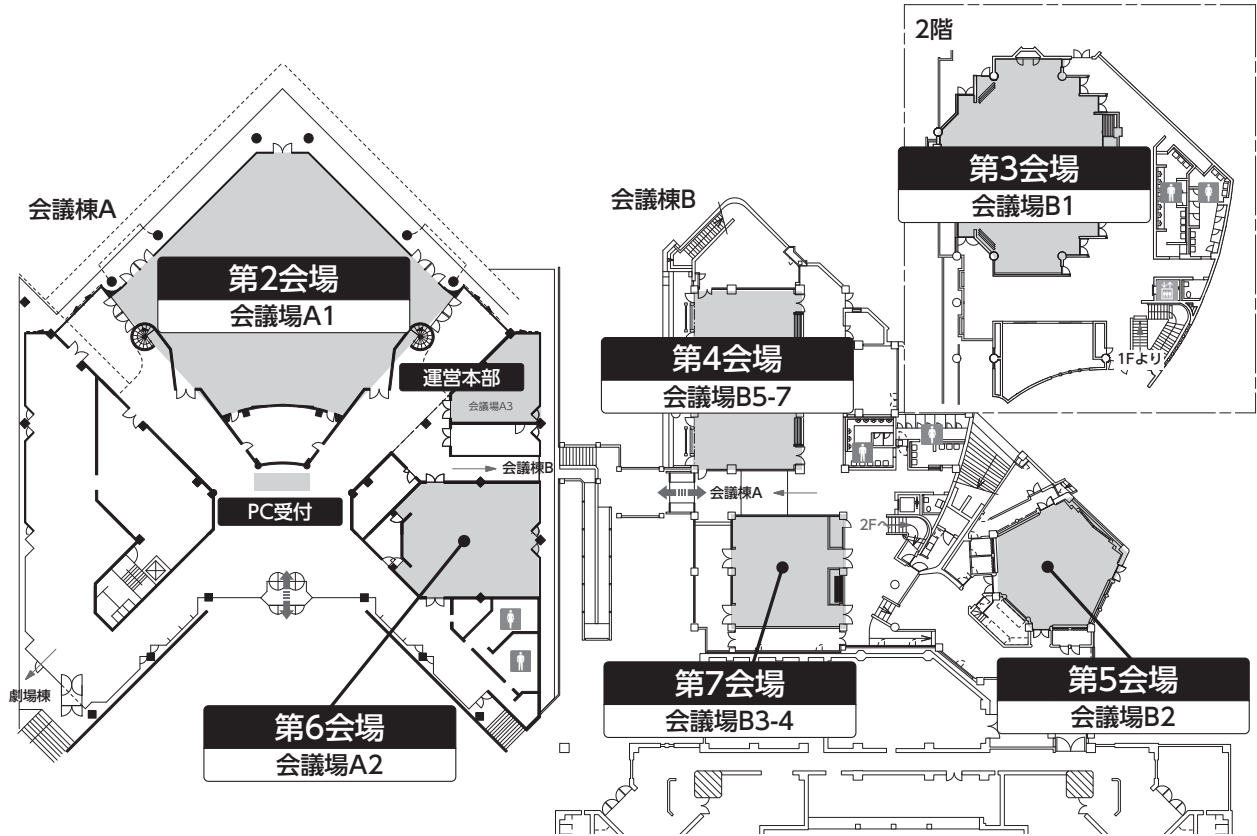 2階
第3会場
会議場B1
1Fより
会議棟A
第2会場
会議場A1
運営本部
会議場A3
会議棟B
PC受付
会議棟B
第4会場
会議場B5-7
会議棟A
2Fへ
劇場棟
第6会場
会議場A2
第7会場
会議場B3-4
第5会場
会議場B2